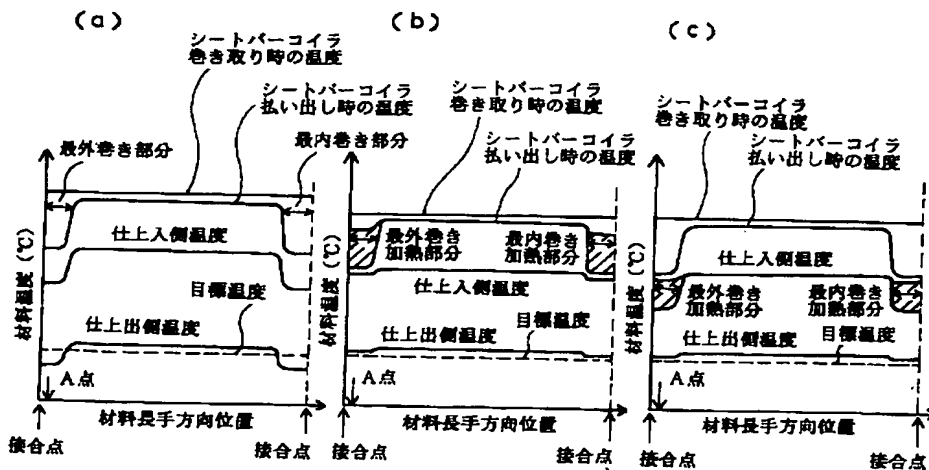 (a)
シートバーコイラ
巻き取り時の温度
シートバーコイラ
払い出し時の温度
最外巻き部分
最内巻き部分
仕上入側温度
目標温度
仕上出側温度
材料温度(℃)
A点
材料長手方向位置
接合点
接合点
(b)
シートバーコイラ
巻き取り時の温度
シートバーコイラ
払い出し時の温度
最外巻き
加熱部分
最内巻き
加熱部分
仕上入側温度
目標温度
仕上出側温度
材料温度(℃)
A点
材料長手方向位置
接合点
接合点
(c)
シートバーコイラ
巻き取り時の温度
シートバーコイラ
払い出し時の温度
仕上入側温度
最外巻き
加熱部分
最内巻き
加熱部分
目標温度
仕上出側温度
材料温度(℃)
A点
材料長手方向位置
接合点
接合点